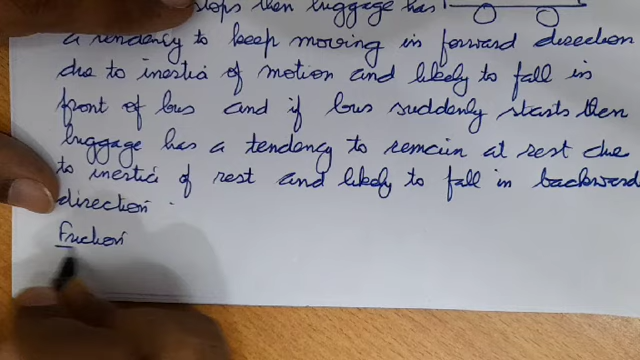 stops then luggage has
a tendency to keep moving in forward direction
due to inertia of motion and likely to fall in
front of bus and if bus suddenly starts then
luggage has a tendency to remain at rest due
to inertia of rest and likely to fall in backward
direction.
Friction